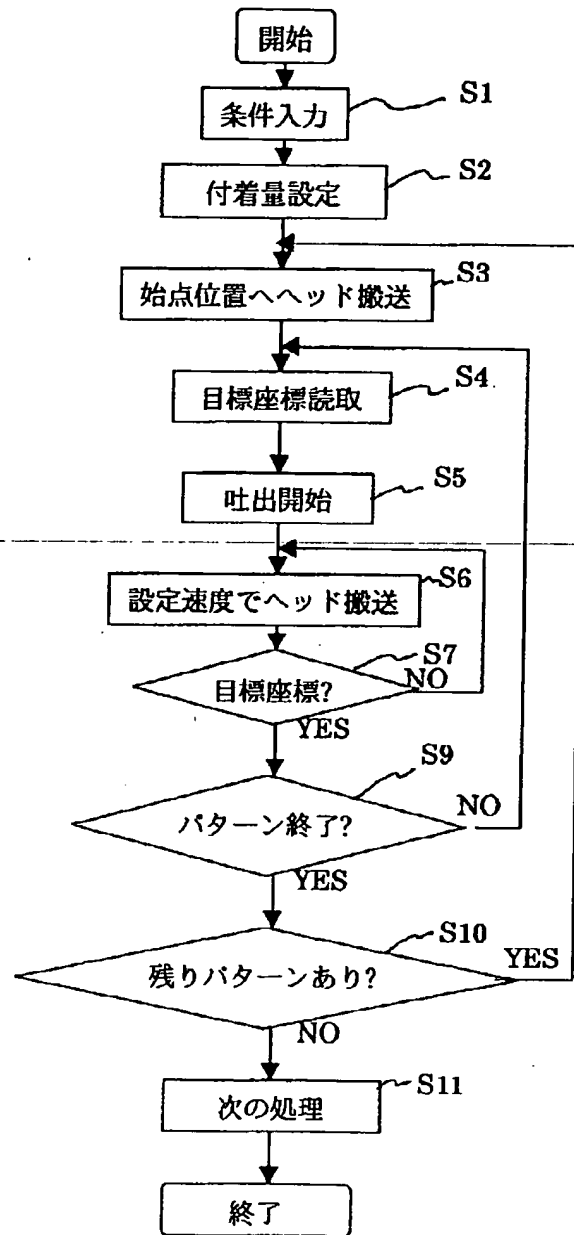 開始
条件入力
S1
付着量設定
S2
始点位置へヘッド搬送
S3
目標座標読取
S4
吐出開始
S5
設定速度でヘッド搬送
S6
目標座標?
S7
NO
YES
パターン終了?
S9
NO
YES
残りパターンあり?
S10
YES
NO
次の処理
S11
終了